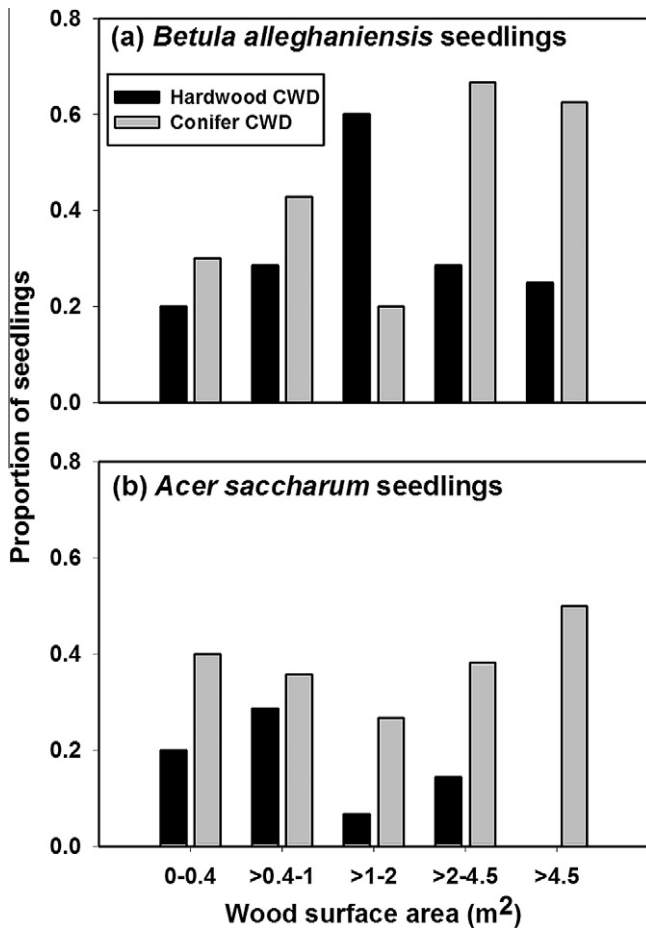 (a) Betula alleghaniensis seedlings
Hardwood CWD
Conifer CWD
0.8
0.6
0.4
0.2
0.0
Proportion of seedlings
(b) Acer saccharum seedlings
0.8
0.6
0.4
0.2
0.0
0-0.4 >0.4-1 >1-2 >2-4.5 >4.5
Wood surface area (m²)